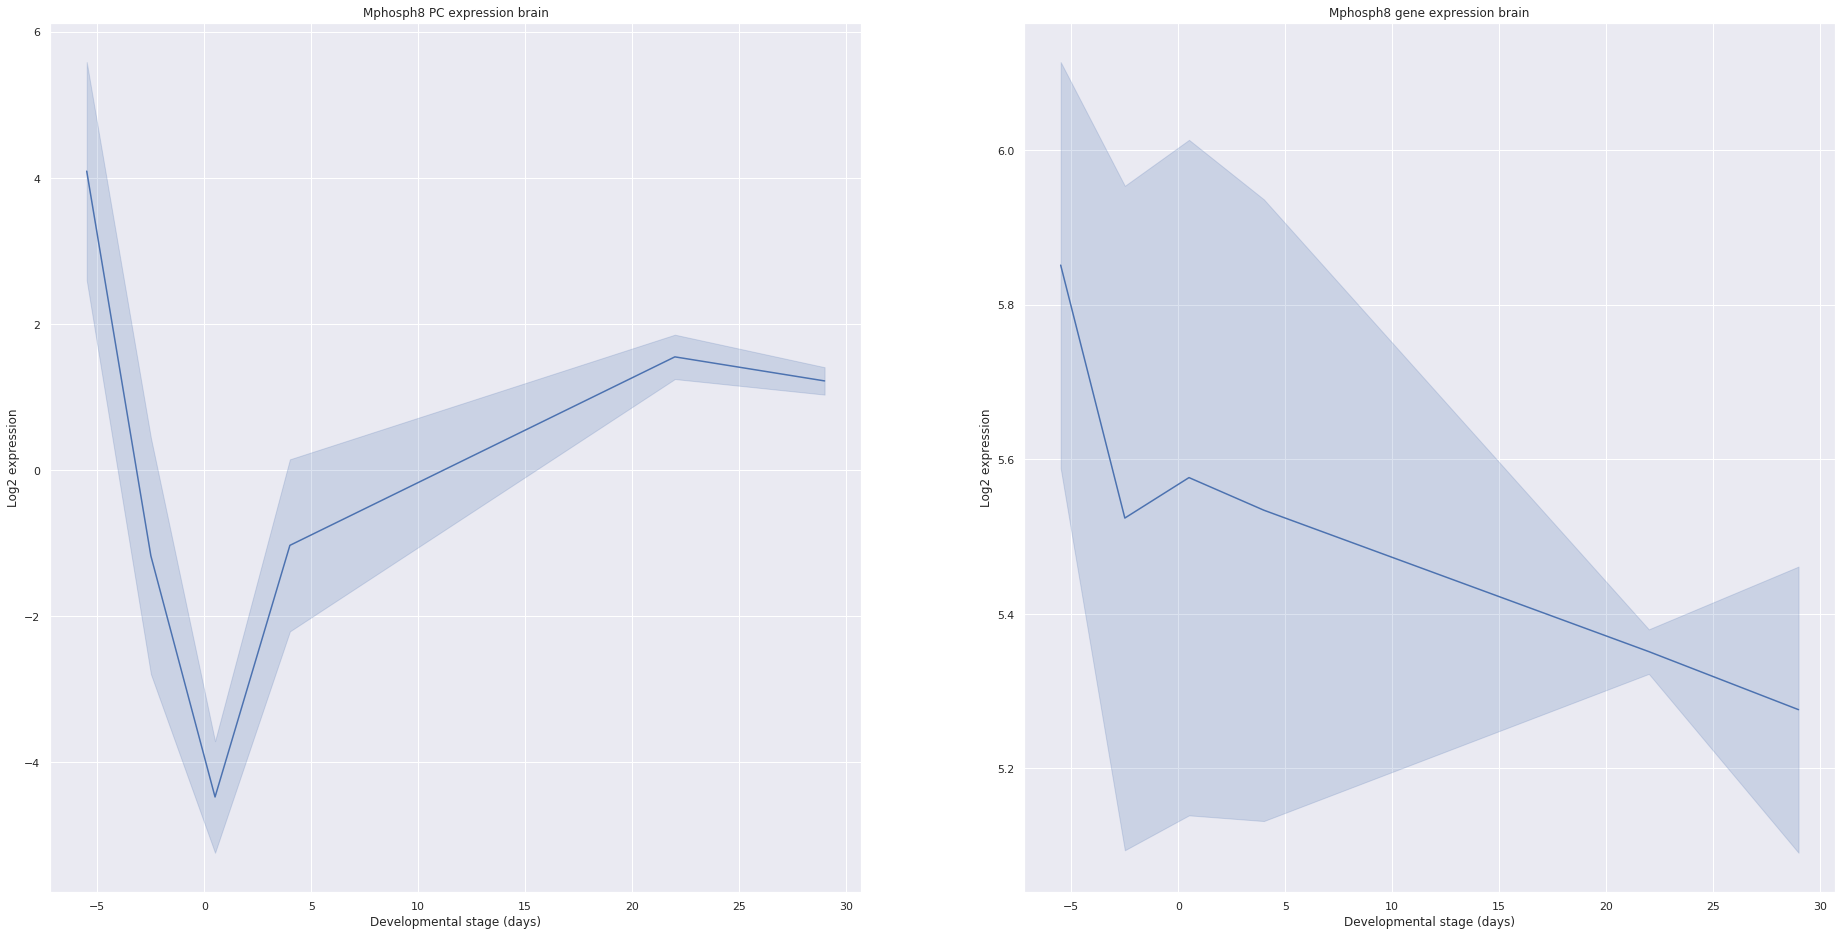 Mphosph8 PC expression brain
6
4
2
0
−2
−4
Log2 expression
−5 0 5 10 15 20 25 30
Developmental stage (days)
Mphosph8 gene expression brain
6.0
5.8
5.6
5.4
5.2
Log2 expression
−5 0 5 10 15 20 25 30
Developmental stage (days)